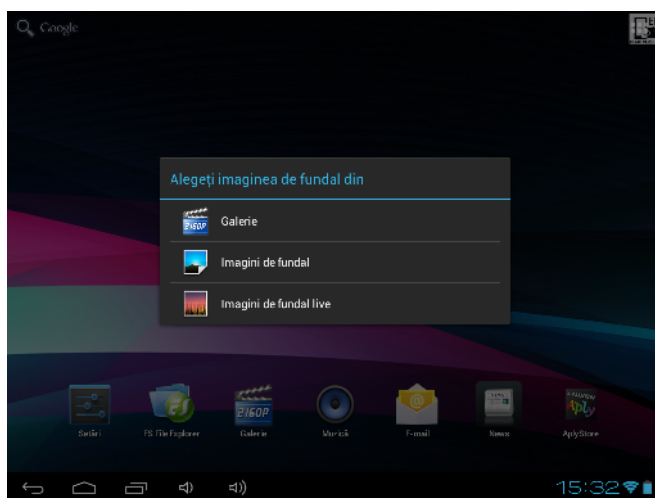 Google
Alegeți imaginea de fundal din
2160P
Galerie
Imagini de fundal
Imagini de fundal live
2160P
Setări
ES File Explorer
Galerie
Muzică
E-mail
News
AplyStore
15:32